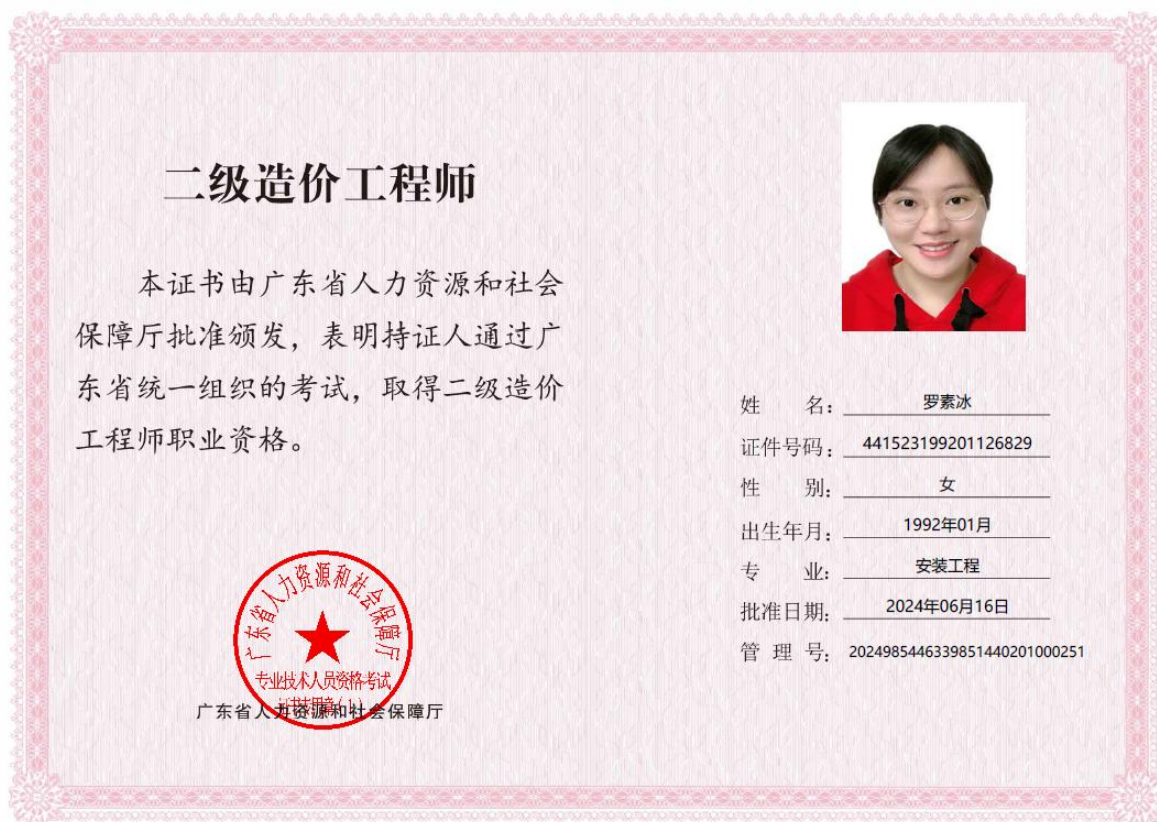 二级造价工程师
本证书由广东省人力资源和社会
保障厅批准颁发，表明持证人通过广
东省统一组织的考试，取得二级造价
工程师职业资格。
广东省人力资源和社会保障厅
专业技术人员资格考试
证书专用章(1)
广东省人力资源和社会保障厅
姓 名：罗素冰
证件号码：441523199201126829
性 别：女
出生年月：1992年01月
专 业：安装工程
批准日期：2024年06月16日
管 理 号：2024985446339851440201000251